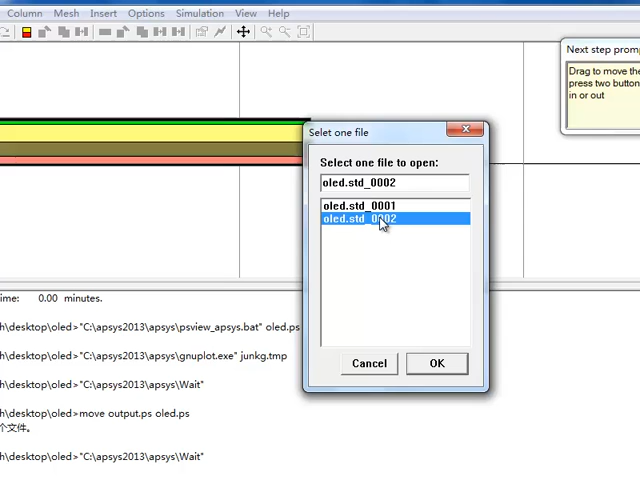 Column Mesh Insert Options Simulation View Help
Next step promp
Drag to move the
press two button
in or out
Selet one file
Select one file to open:
oled.std_0002
oled.std_0001
oled.std_0002
Cancel OK
ime: 0.00 minutes.
h\desktop\oled>"C:\apsys2013\apsys\psview_apsys.bat" oled.ps
h\desktop\oled>"C:\apsys2013\apsys\gnuplot.exe" junkg.tmp
h\desktop\oled>"C:\apsys2013\apsys\Wait"
h\desktop\oled>move output.ps oled.ps
个文件。
h\desktop\oled>"C:\apsys2013\apsys\Wait"